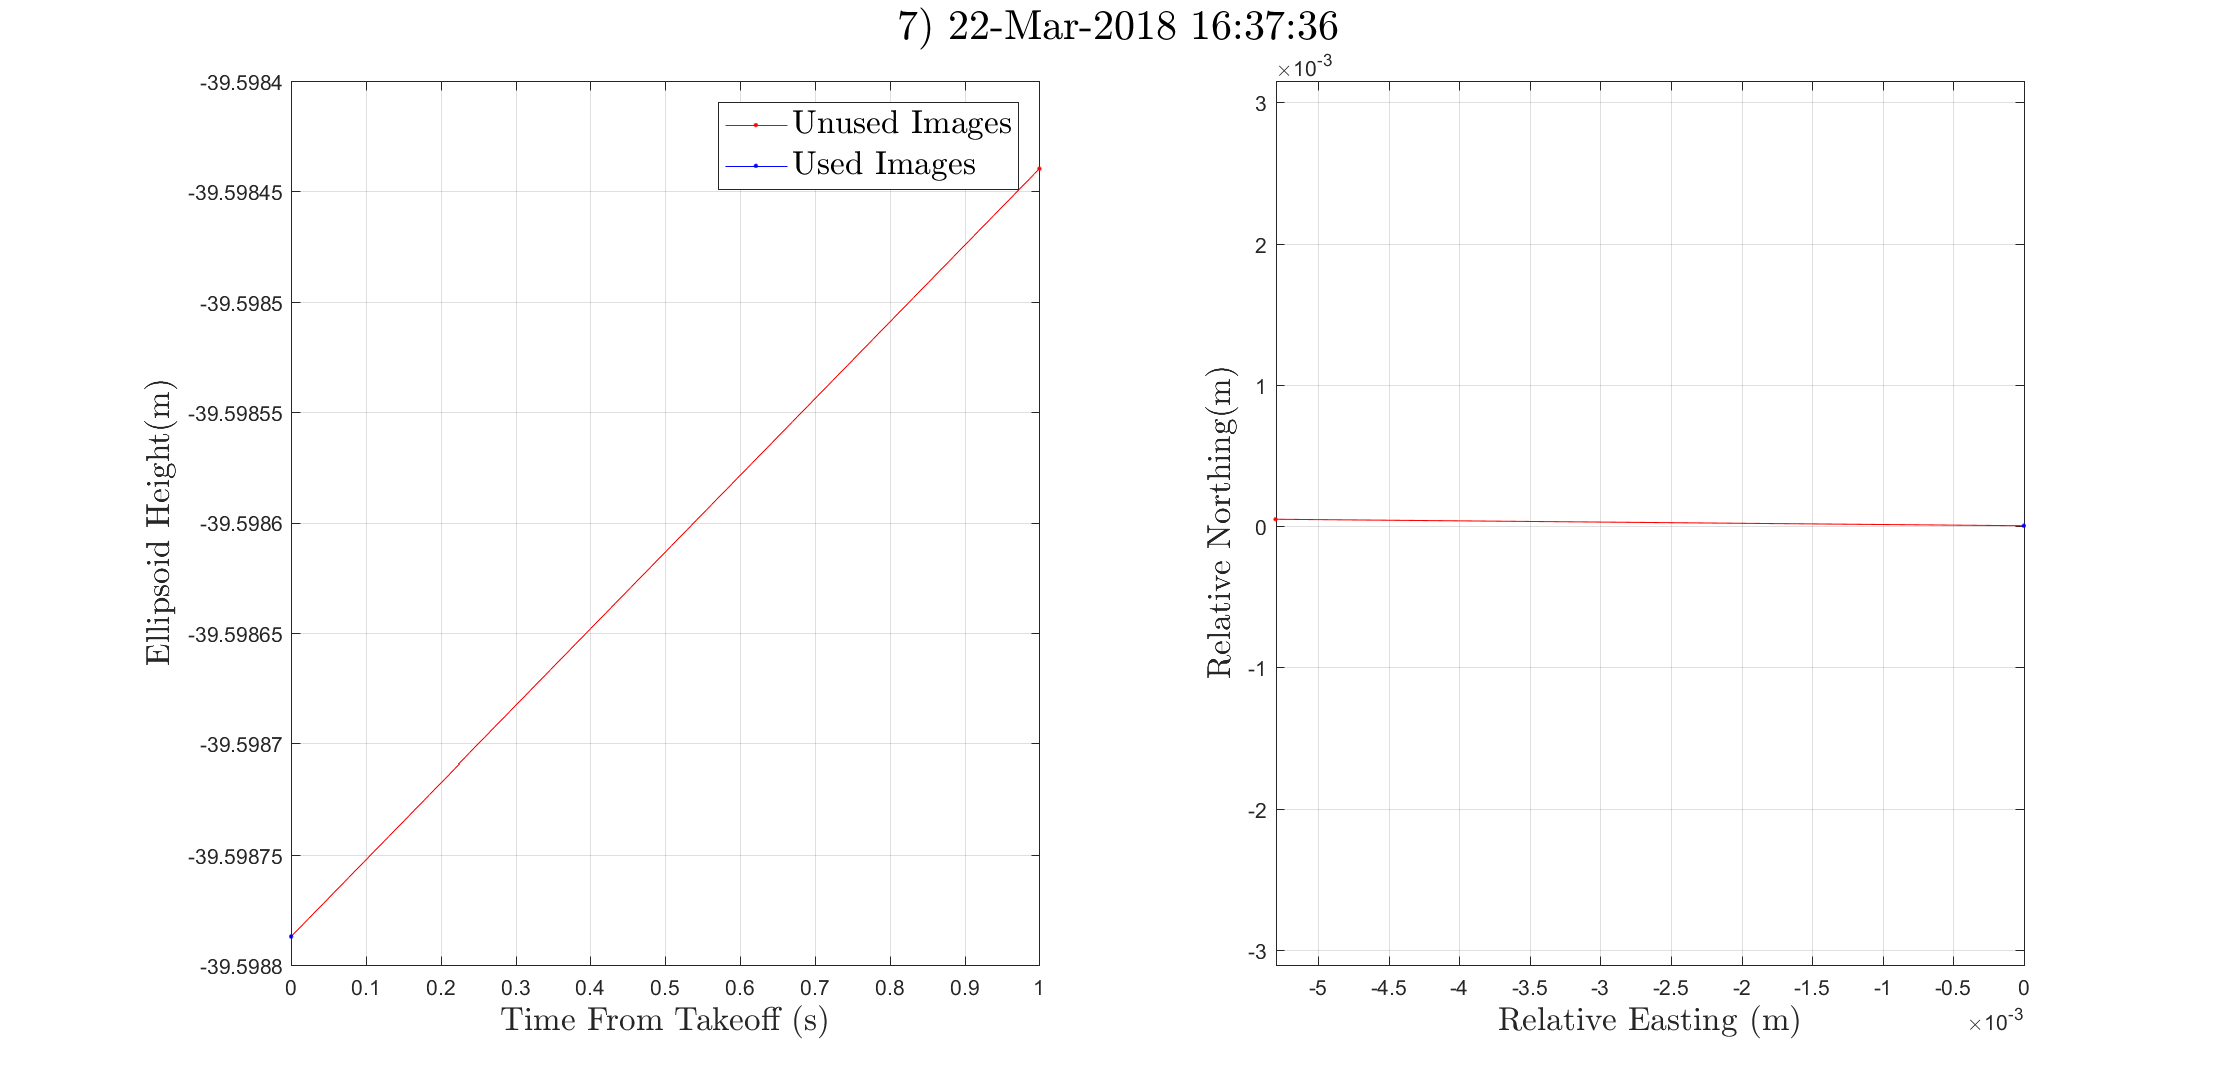 7) 22-Mar-2018 16:37:36
-39.5984
-39.59845
-39.5985
-39.59855
-39.5986
-39.59865
-39.5987
-39.59875
-39.5988
Ellipsoid Height(m)
Unused Images
Used Images
0 0.1 0.2 0.3 0.4 0.5 0.6 0.7 0.8 0.9 1
Time From Takeoff (s)
×10-3
3
2
1
0
-1
-2
-3
Relative Northing(m)
-5 -4.5 -4 -3.5 -3 -2.5 -2 -1.5 -1 -0.5 0
Relative Easting (m)
×10-3